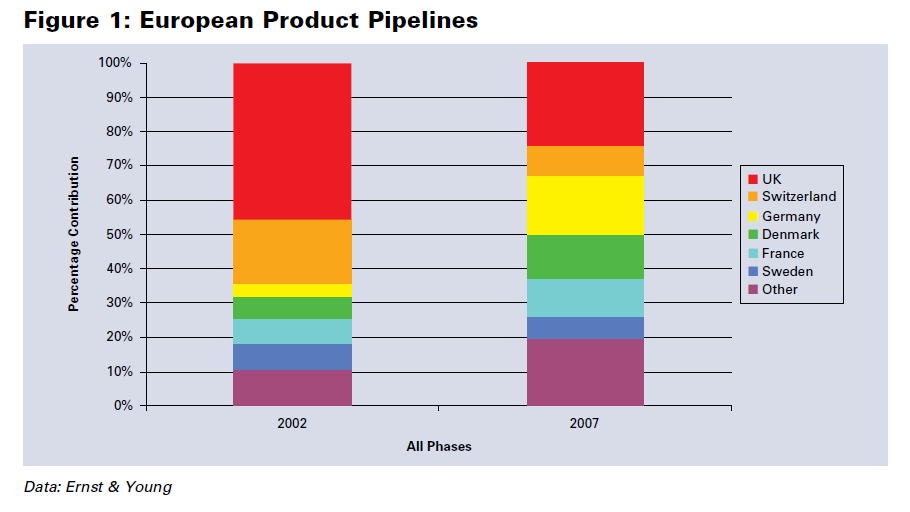 Figure 1: European Product Pipelines
100%
90%
80%
70%
60%
50%
40%
30%
20%
10%
0%
Percentage Contribution
2002
2007
All Phases
UK
Switzerland
Germany
Denmark
France
Sweden
Other
Data: Ernst & Young